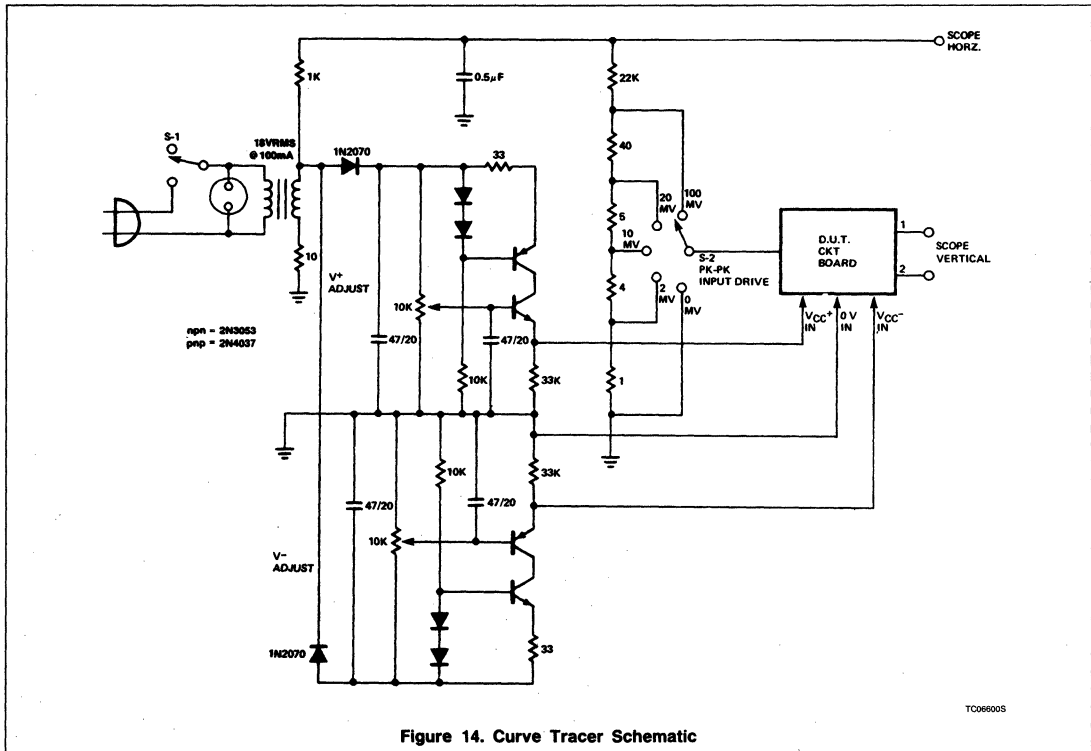 SCOPE
HORZ.
1K
0.5μF
22K
S-1
18VRMS
@ 100mA
1N2070
33
40
20
MV
100
MV
5
10
MV
S-2
PK-PK
INPUT DRIVE
D.U.T.
CKT
BOARD
1
2
SCOPE
VERTICAL
10
V+
ADJUST
4
2
MV
0
MV
VCC+
IN
0 V
IN
VCC-
IN
10K
npn = 2N3053
pnp = 2N4037
47/20
47/20
10K
33K
1
10K
33K
47/20
47/20
10K
V-
ADJUST
1N2070
33
TC06600S
Figure 14. Curve Tracer Schematic